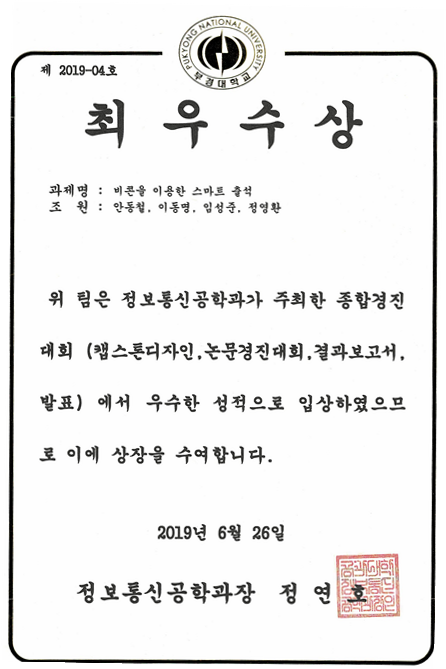 PUKYONG NATIONAL UNIVERSITY
부경대학교
제 2019-04호
최우수상
과제명 : 비콘을 이용한 스마트 출석
조 원 : 안동철, 이동명, 임성준, 정영환
위 팀은 정보통신공학과가 주최한 종합경진
대회 (캡스톤디자인,논문경진대회,결과보고서,
발표) 에서 우수한 성적으로 입상하였으므
로 이에 상장을 수여합니다.
2019년 6월 26일
정보통신공학과장 정 연 호